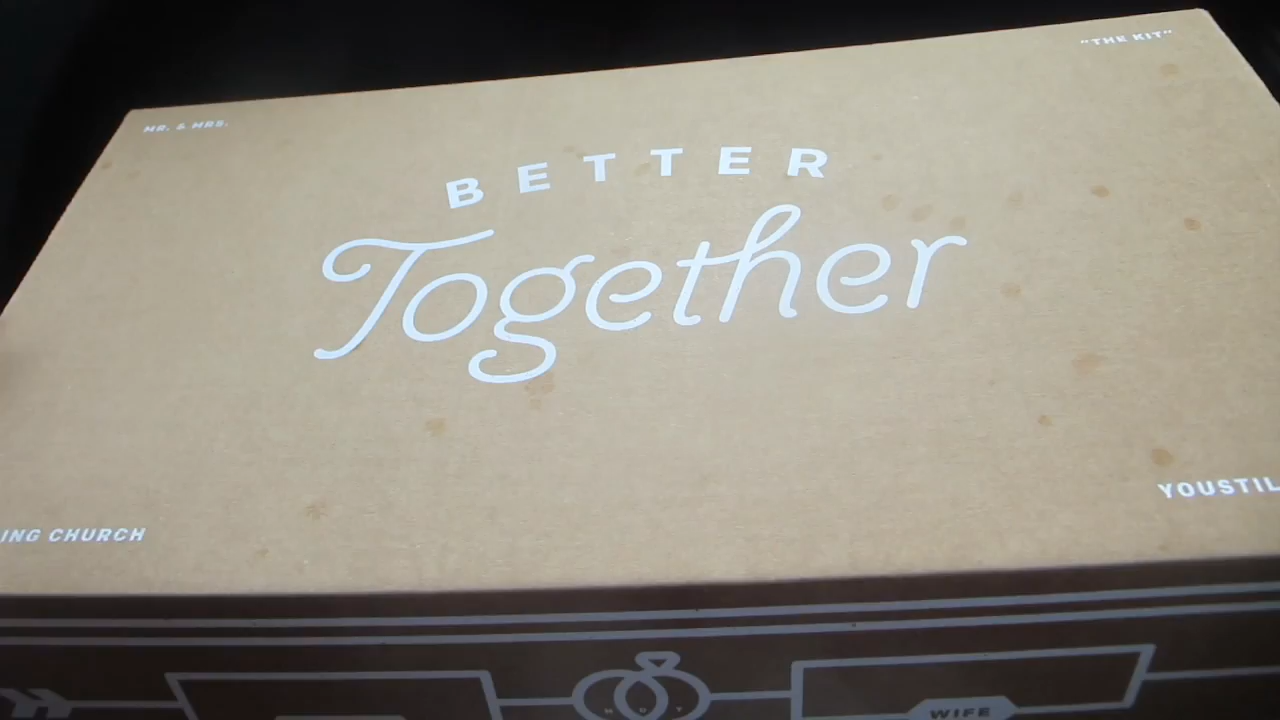 MR. & MRS.
"THE KIT"
BETTER
Together
ING CHURCH
YOUSTIL
WIFE